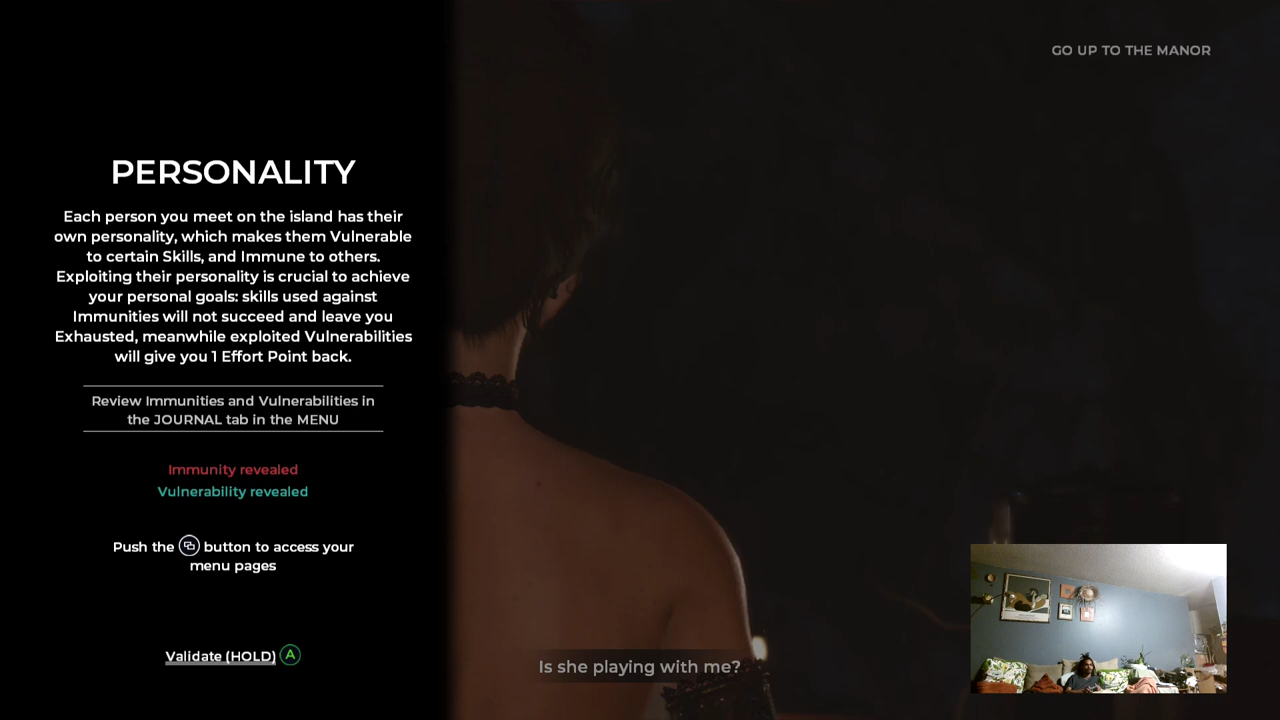 GO UP TO THE MANOR
PERSONALITY
Each person you meet on the island has their
own personality, which makes them Vulnerable
to certain Skills, and Immune to others.
Exploiting their personality is crucial to achieve
your personal goals: skills used against
Immunities will not succeed and leave you
Exhausted, meanwhile exploited Vulnerabilities
will give you 1 Effort Point back.
Review Immunities and Vulnerabilities in
the JOURNAL tab in the MENU
Immunity revealed
Vulnerability revealed
Push the button to access your
menu pages
Validate (HOLD) A
Is she playing with me?